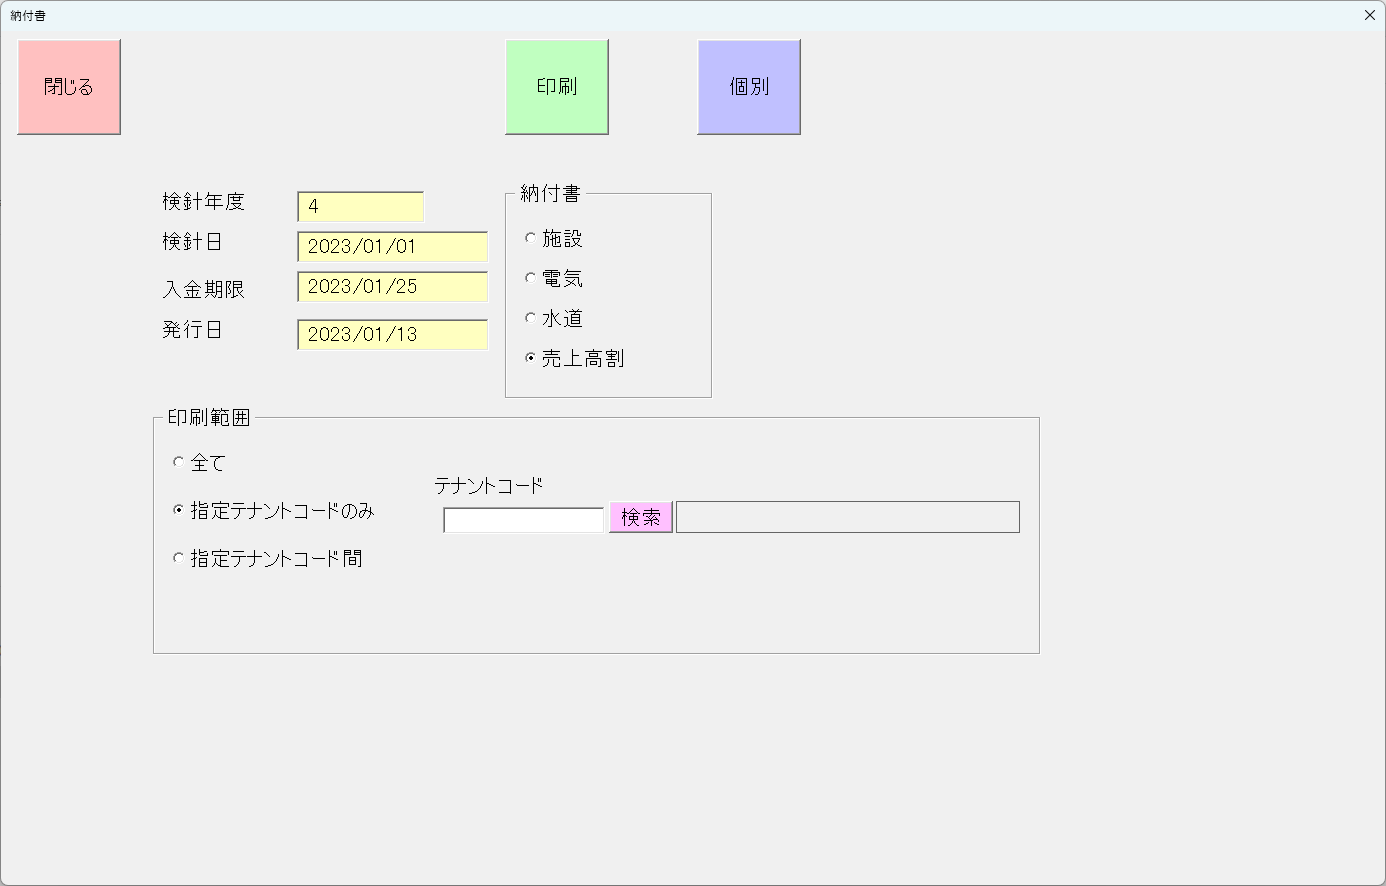 納付書
閉じる
印刷
個別
検針年度
4
検針日
2023/01/01
入金期限
2023/01/25
発行日
2023/01/13
納付書
施設
電気
水道
売上高割
印刷範囲
全て
指定テナントコードのみ
指定テナントコード間
テナントコード
検索